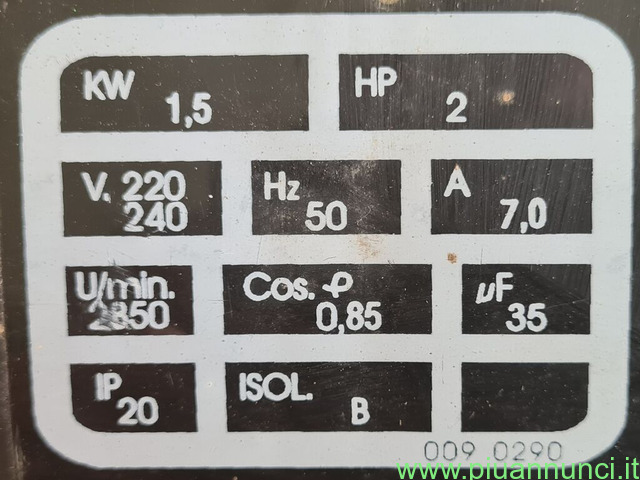 KW 1,5
HP 2
V. 220
240
Hz 50
A 7,0
U/min. 2850
Cos. φ 0,85
µF 35
IP 20
ISOL. B
009 0290
www.piuannunci.it